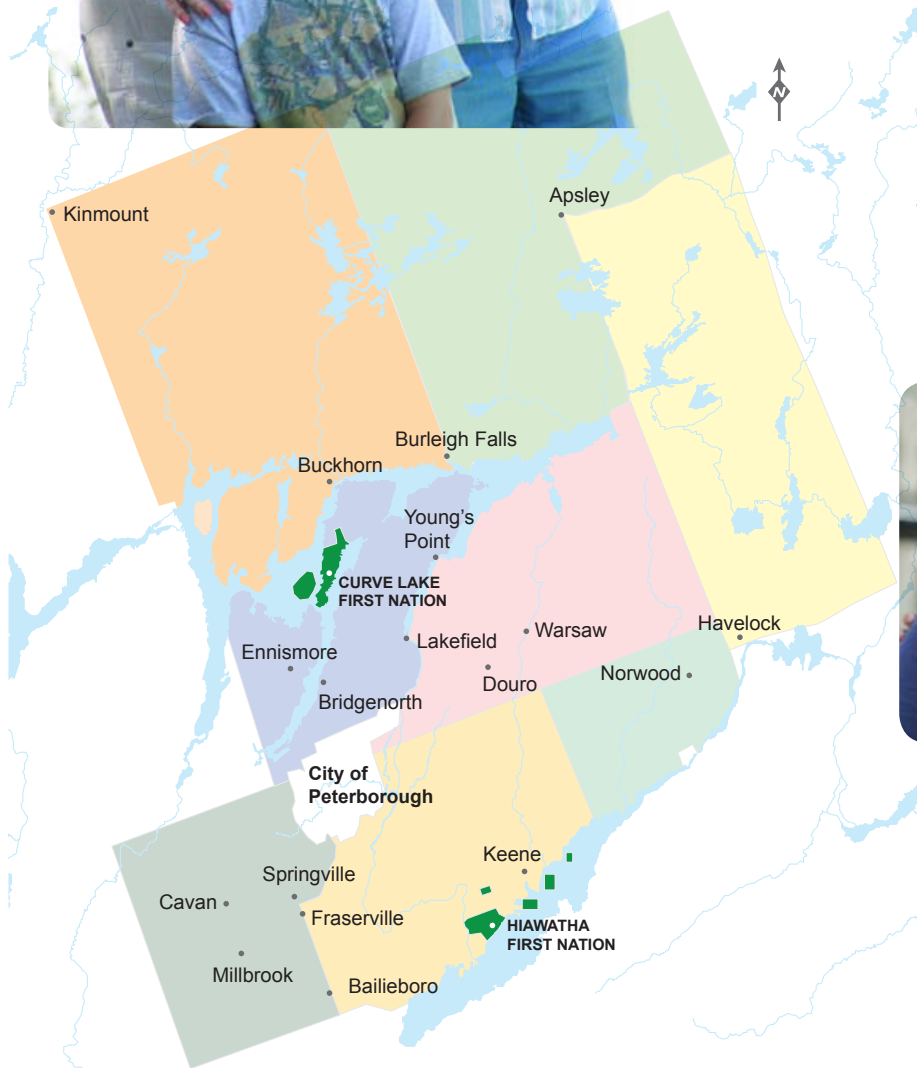 N
Apsley
Kinmount
Burleigh Falls
Buckhorn
Young's
Point
CURVE LAKE
FIRST NATION
Havelock
Warsaw
Lakefield
Ennismore
Norwood
Douro
Bridgenorth
City of
Peterborough
Keene
Springville
Cavan
Fraserville
HIAWATHA
FIRST NATION
Millbrook
Bailieboro